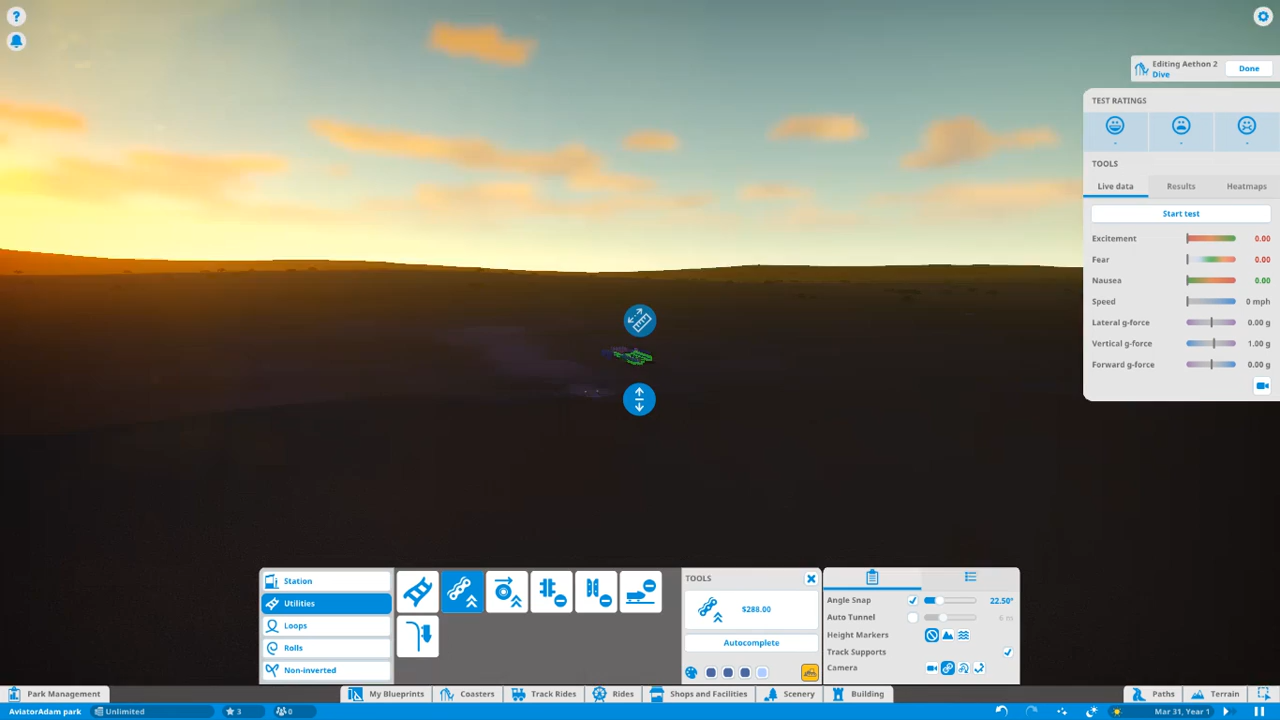 ?
Editing Aethon 2
Dive
Done
TEST RATINGS
- - -
TOOLS
Live data Results Heatmaps
Start test
Excitement 0.00
Fear 0.00
Nausea 0.00
Speed 0 mph
Lateral g-force 0.00 g
Vertical g-force 1.00 g
Forward g-force 0.00 g
Station
Utilities
Loops
Rolls
Non-inverted
TOOLS
$288.00
Autocomplete
Angle Snap 22.50°
Auto Tunnel 6 m
Height Markers
Track Supports
Camera
Park Management My Blueprints Coasters Track Rides Rides Shops and Facilities Scenery Building Paths Terrain
AviatorAdam park Unlimited 3 0 Mar 31, Year 1